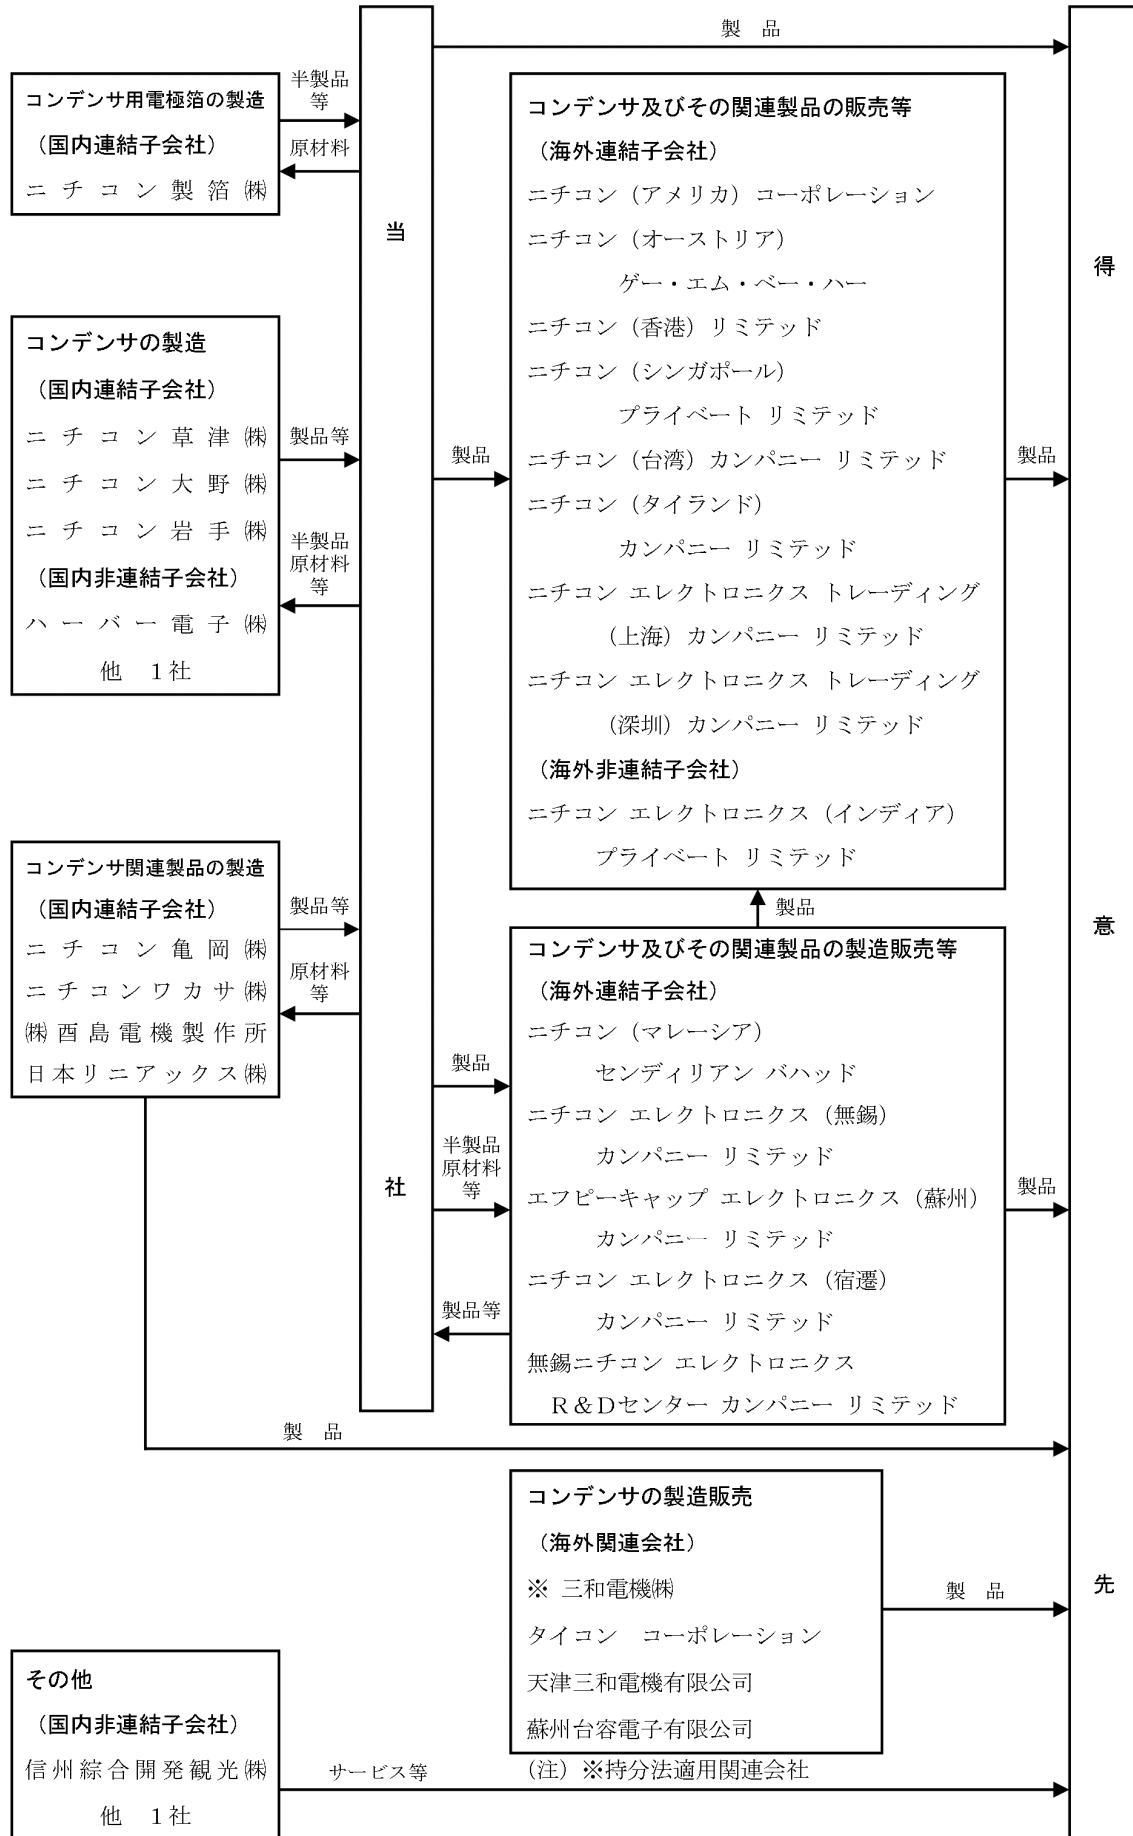 製　品
コンデンサ用電極箔の製造
（国内連結子会社）
ニチコン製箔㈱
半製品
等
原材料
コンデンサの製造
（国内連結子会社）
ニチコン草津㈱
ニチコン大野㈱
ニチコン岩手㈱
（国内非連結子会社）
ハーバー電子㈱
他　1社
製品等
半製品
原材料
等
コンデンサ関連製品の製造
（国内連結子会社）
ニチコン亀岡㈱
ニチコンワカサ㈱
㈱酉島電機製作所
日本リニアックス㈱
製品等
原材料
等
当
社
製品
コンデンサ及びその関連製品の販売等
（海外連結子会社）
ニチコン（アメリカ）コーポレーション
ニチコン（オーストリア）
ゲー・エム・ベー・ハー
ニチコン（香港）リミテッド
ニチコン（シンガポール）
プライベート リミテッド
ニチコン（台湾）カンパニー リミテッド
ニチコン（タイランド）
カンパニー リミテッド
ニチコン エレクトロニクス トレーディング
（上海）カンパニー リミテッド
ニチコン エレクトロニクス トレーディング
（深圳）カンパニー リミテッド
（海外非連結子会社）
ニチコン エレクトロニクス（インディア）
プライベート リミテッド
製品
製品
製品
半製品
原材料
等
製品等
コンデンサ及びその関連製品の製造販売等
（海外連結子会社）
ニチコン（マレーシア）
センディリアン バハッド
ニチコン エレクトロニクス（無錫）
カンパニー リミテッド
エフピーキャップ エレクトロニクス（蘇州）
カンパニー リミテッド
ニチコン エレクトロニクス（宿遷）
カンパニー リミテッド
無錫ニチコン エレクトロニクス
Ｒ＆Ｄセンター カンパニー リミテッド
製品
製　品
コンデンサの製造販売
（海外関連会社）
※ 三和電機㈱
タイコン　コーポレーション
天津三和電機有限公司
蘇州台容電子有限公司
製　品
（注）※持分法適用関連会社
その他
（国内非連結子会社）
信州綜合開発観光㈱
他　1社
サービス等
得
意
先